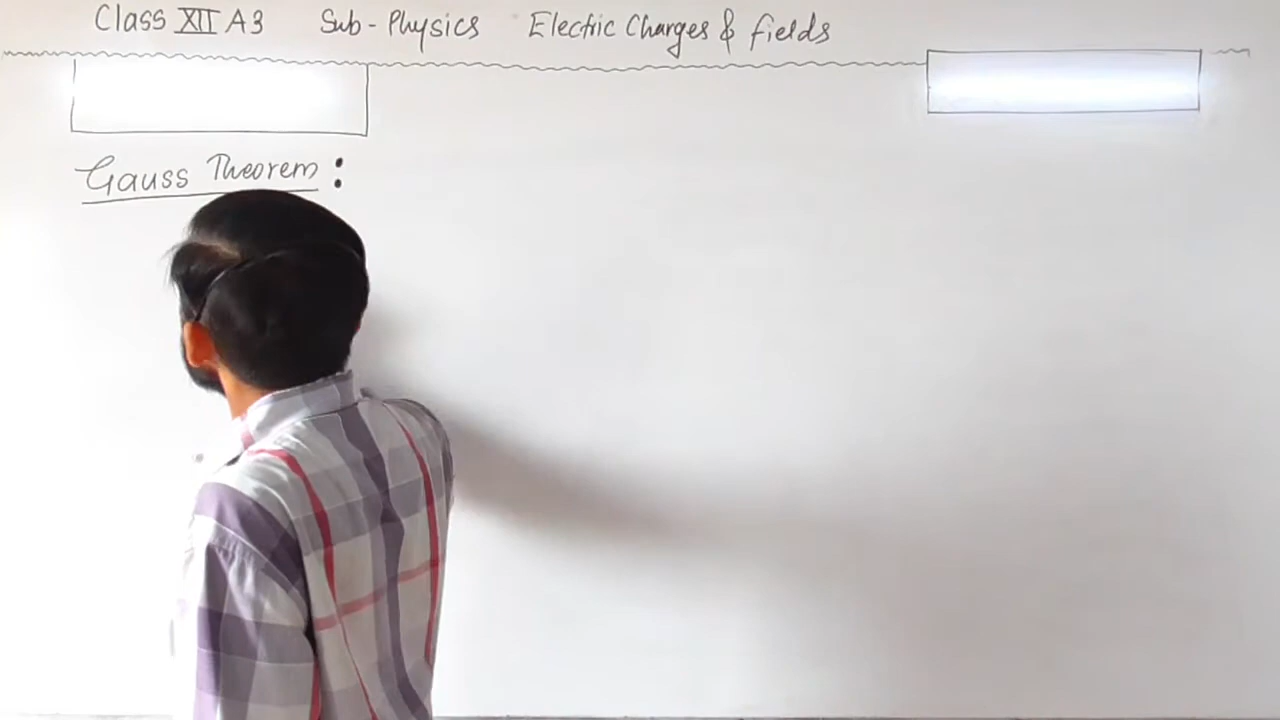 Class XII A3 Sub - Physics Electric Charges & fields
Gauss Theorem :